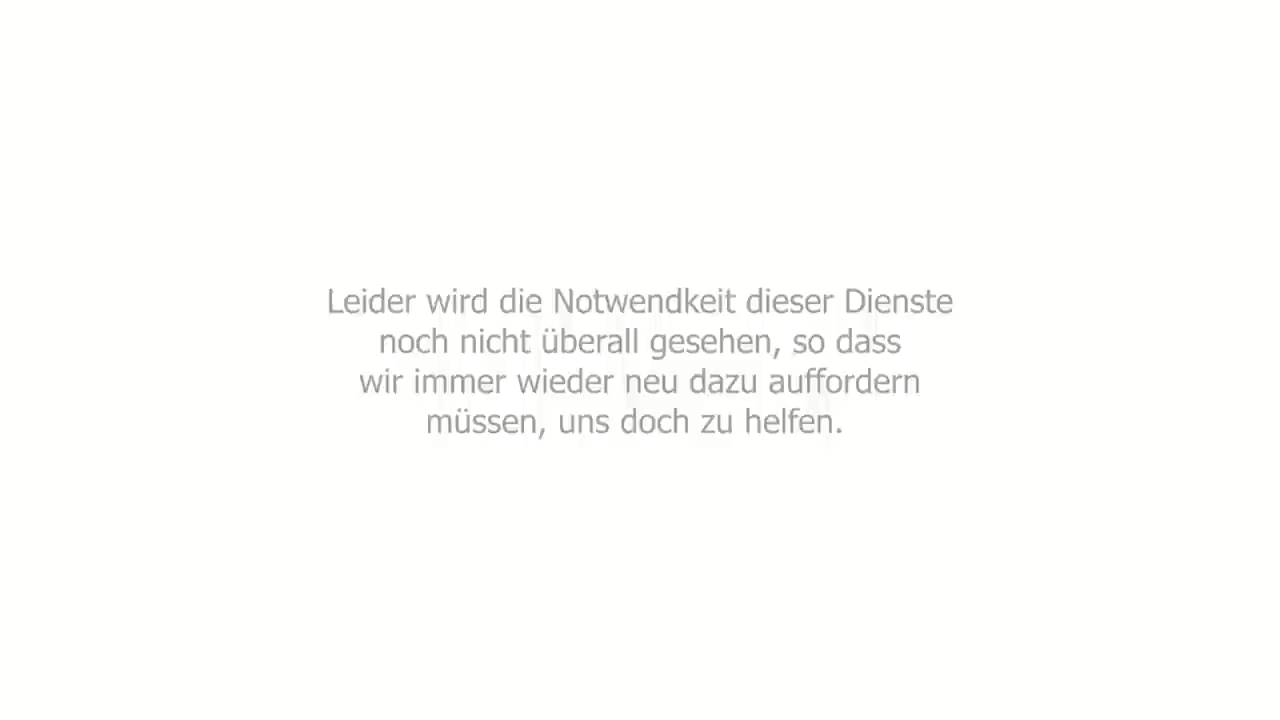 Leider wird die Notwendkeit dieser Dienste
noch nicht überall gesehen, so dass
wir immer wieder neu dazu auffordern
müssen, uns doch zu helfen.